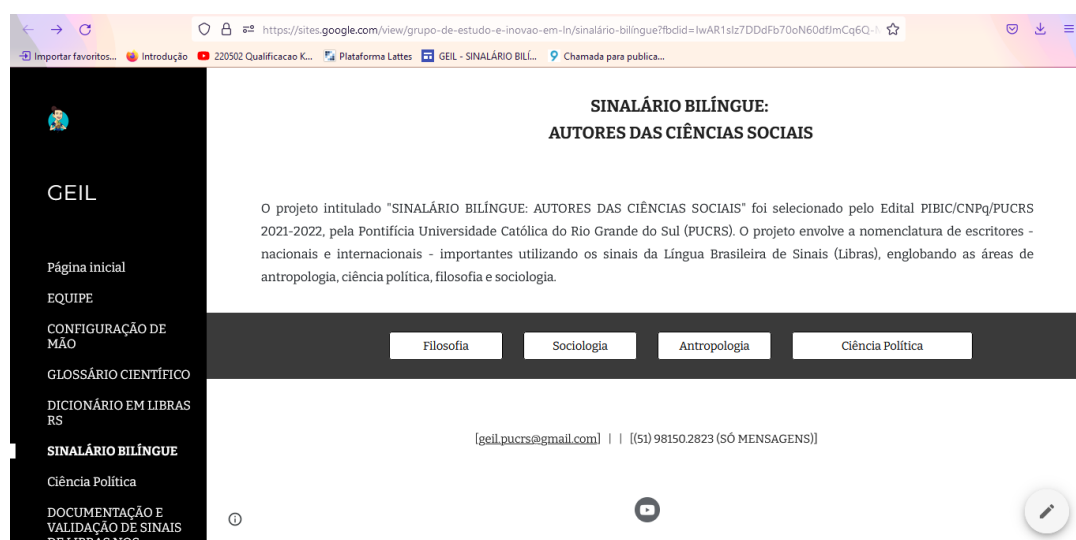 https://sites.google.com/view/grupo-de-estudo-e-inovao-em-ln/sinalário-bilíngue?fbclid=IwAR1sIz7DDdFb70oN60dfJmCq6Q-
Importar favoritos...
Introdução
220502 Qualificacao K...
Plataforma Lattes
GEIL - SINALÁRIO BILÍ...
Chamada para publica...
GEIL
Página inicial
EQUIPE
CONFIGURAÇÃO DE
MÃO
GLOSSÁRIO CIENTÍFICO
DICIONÁRIO EM LIBRAS
RS
SINALÁRIO BILÍNGUE
Ciência Política
DOCUMENTAÇÃO E
VALIDAÇÃO DE SINAIS
DE LIBRAS NOS
SINALÁRIO BILÍNGUE:
AUTORES DAS CIÊNCIAS SOCIAIS
O projeto intitulado "SINALÁRIO BILÍNGUE: AUTORES DAS CIÊNCIAS SOCIAIS" foi selecionado pelo Edital PIBIC/CNPq/PUCRS
2021-2022, pela Pontifícia Universidade Católica do Rio Grande do Sul (PUCRS). O projeto envolve a nomenclatura de escritores -
nacionais e internacionais - importantes utilizando os sinais da Língua Brasileira de Sinais (Libras), englobando as áreas de
antropologia, ciência política, filosofia e sociologia.
Filosofia
Sociologia
Antropologia
Ciência Política
[geil.pucrs@gmail.com] | | [(51) 98150.2823 (SÓ MENSAGENS)]